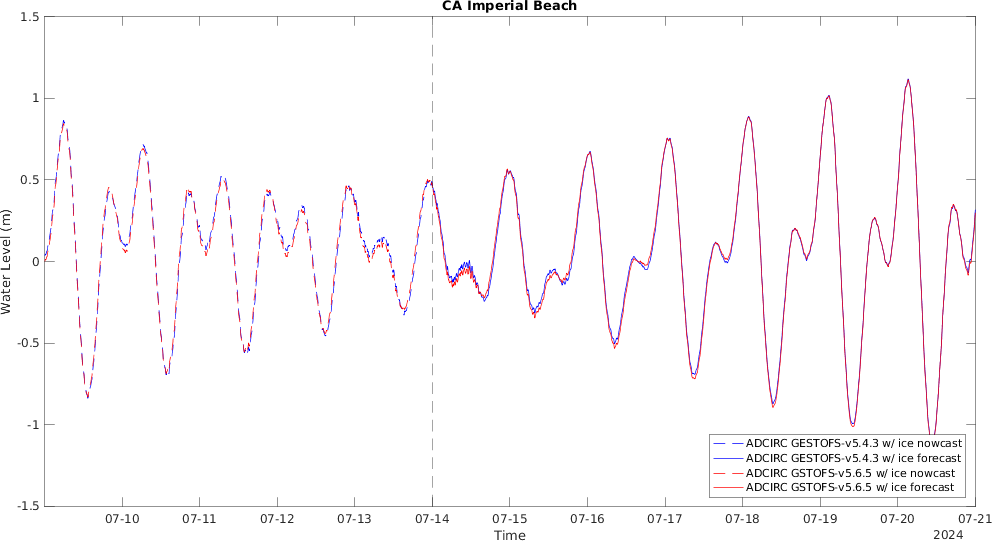 CA Imperial Beach
1.5
1
0.5
0
-0.5
-1
-1.5
Water Level (m)
07-10 07-11 07-12 07-13 07-14 07-15 07-16 07-17 07-18 07-19 07-20 07-21
Time
2024
ADCIRC GESTOFS-v5.4.3 w/ ice nowcast
ADCIRC GESTOFS-v5.4.3 w/ ice forecast
ADCIRC GSTOFS-v5.6.5 w/ ice nowcast
ADCIRC GSTOFS-v5.6.5 w/ ice forecast